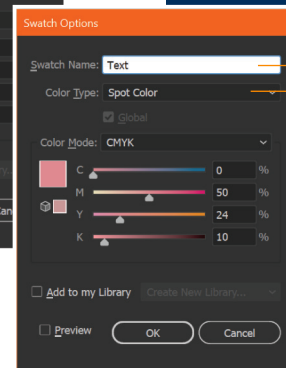 Swatch Options
Swatch Name: Text
Color Type: Spot Color
Global
Color Mode: CMYK
C 0 %
M 50 %
Y 24 %
K 10 %
Add to my Library Create New Library...
Preview OK Cancel